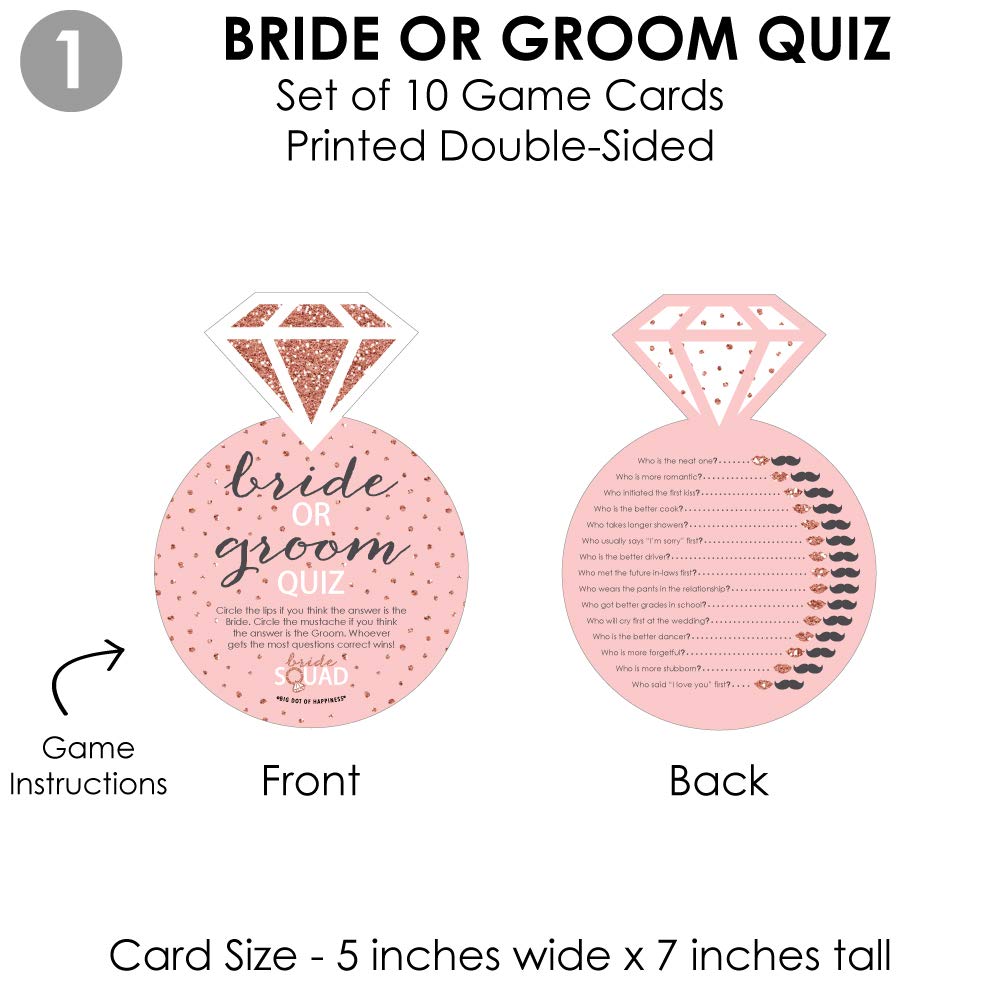 1
BRIDE OR GROOM QUIZ
Set of 10 Game Cards
Printed Double-Sided
bride
OR
groom
QUIZ
Circle the lips if you think the answer is the
Bride. Circle the mustache if you think
the answer is the Groom. Whoever
gets the most questions correct wins!
bride
SQUAD
•BIG DOT OF HAPPINESS•
Who is the neat one?.......
Who is more romantic?..............
Who initiated the first kiss?.................
Who is the better cook?......................
Who takes longer showers?......................
Who usually says "I'm sorry" first?...................
Who is the better driver?............................
Who met the future in-laws first?.....................
Who wears the pants in the relationship?..............
Who got better grades in school?...................
Who will cry first at the wedding?.................
Who is the better dancer?......................
Who is more forgetful?...................
Who is more stubborn?.............
Who said "I love you" first?....
Game
Instructions
Front
Back
Card Size - 5 inches wide x 7 inches tall